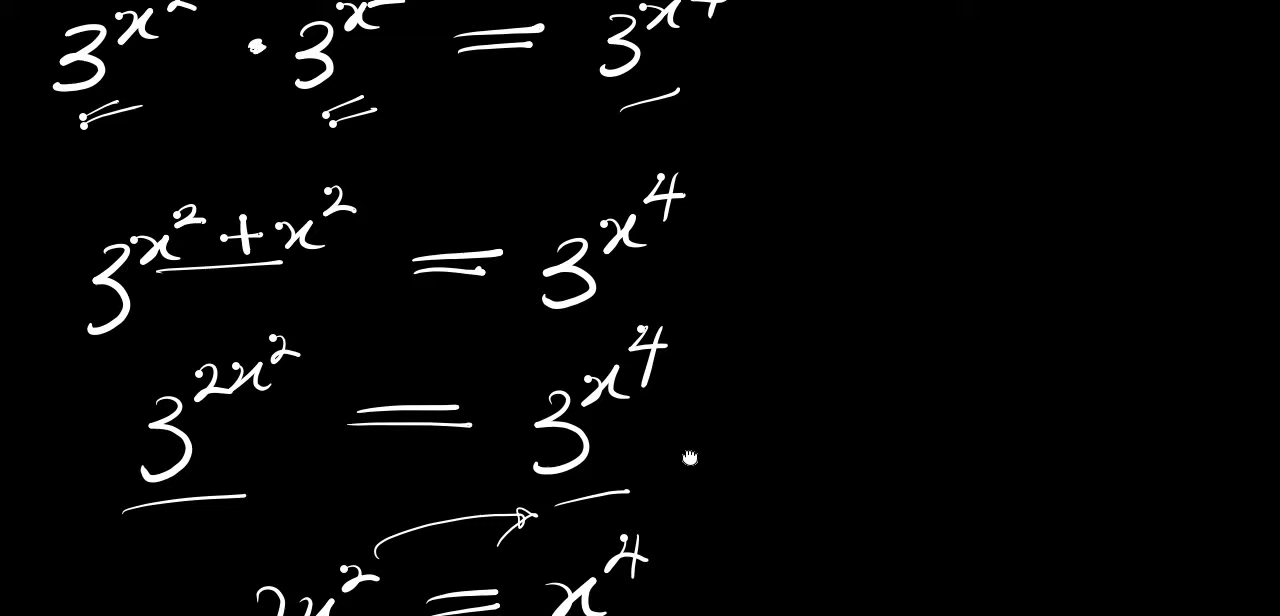 3^{x^2} · 3^{x^2} = 3^{x^4}
3^{x^2+x^2} = 3^{x^4}
3^{2x^2} = 3^{x^4}
2x^2 = x^4